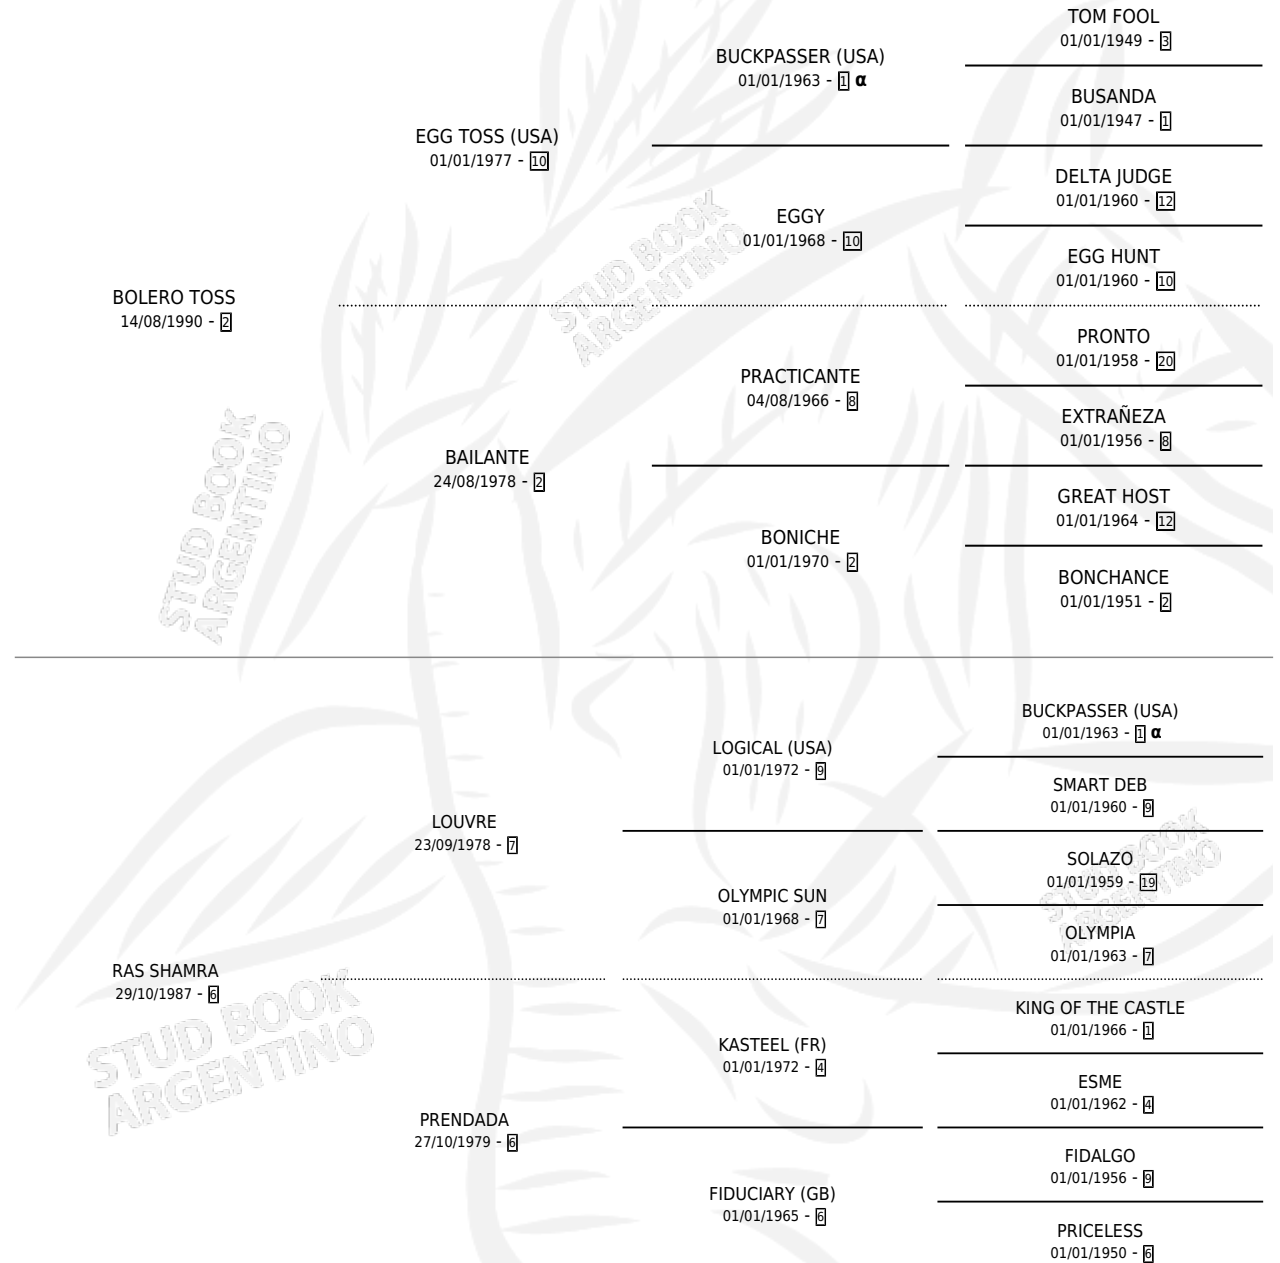 TOM FOOL
01/01/1949 - 3
BUCKPASSER (USA)
01/01/1963 - 1 α
BUSANDA
01/01/1947 - 1
EGG TOSS (USA)
01/01/1977 - 10
DELTA JUDGE
01/01/1960 - 12
EGGY
01/01/1968 - 10
EGG HUNT
01/01/1960 - 10
BOLERO TOSS
14/08/1990 - 2
PRONTO
01/01/1958 - 20
PRACTICANTE
04/08/1966 - 8
EXTRAÑEZA
01/01/1956 - 8
BAILANTE
24/08/1978 - 2
GREAT HOST
01/01/1964 - 12
BONICHE
01/01/1970 - 2
BONCHANCE
01/01/1951 - 2
STUD BOOK
ARGENTINO
STUD BOOK
ARGENTINO
BUCKPASSER (USA)
01/01/1963 - 1 α
LOGICAL (USA)
01/01/1972 - 9
SMART DEB
01/01/1960 - 9
LOUVRE
23/09/1978 - 7
SOLAZO
01/01/1959 - 19
OLYMPIC SUN
01/01/1968 - 7
OLYMPIA
01/01/1963 - 7
RAS SHAMRA
29/10/1987 - 6
KING OF THE CASTLE
01/01/1966 - 1
KASTEEL (FR)
01/01/1972 - 4
ESME
01/01/1962 - 4
PRENDADA
27/10/1979 - 6
FIDALGO
01/01/1956 - 9
FIDUCIARY (GB)
01/01/1965 - 6
PRICELESS
01/01/1950 - 6
STUD BOOK
ARGENTINO
STUD BOOK
ARGENTINO